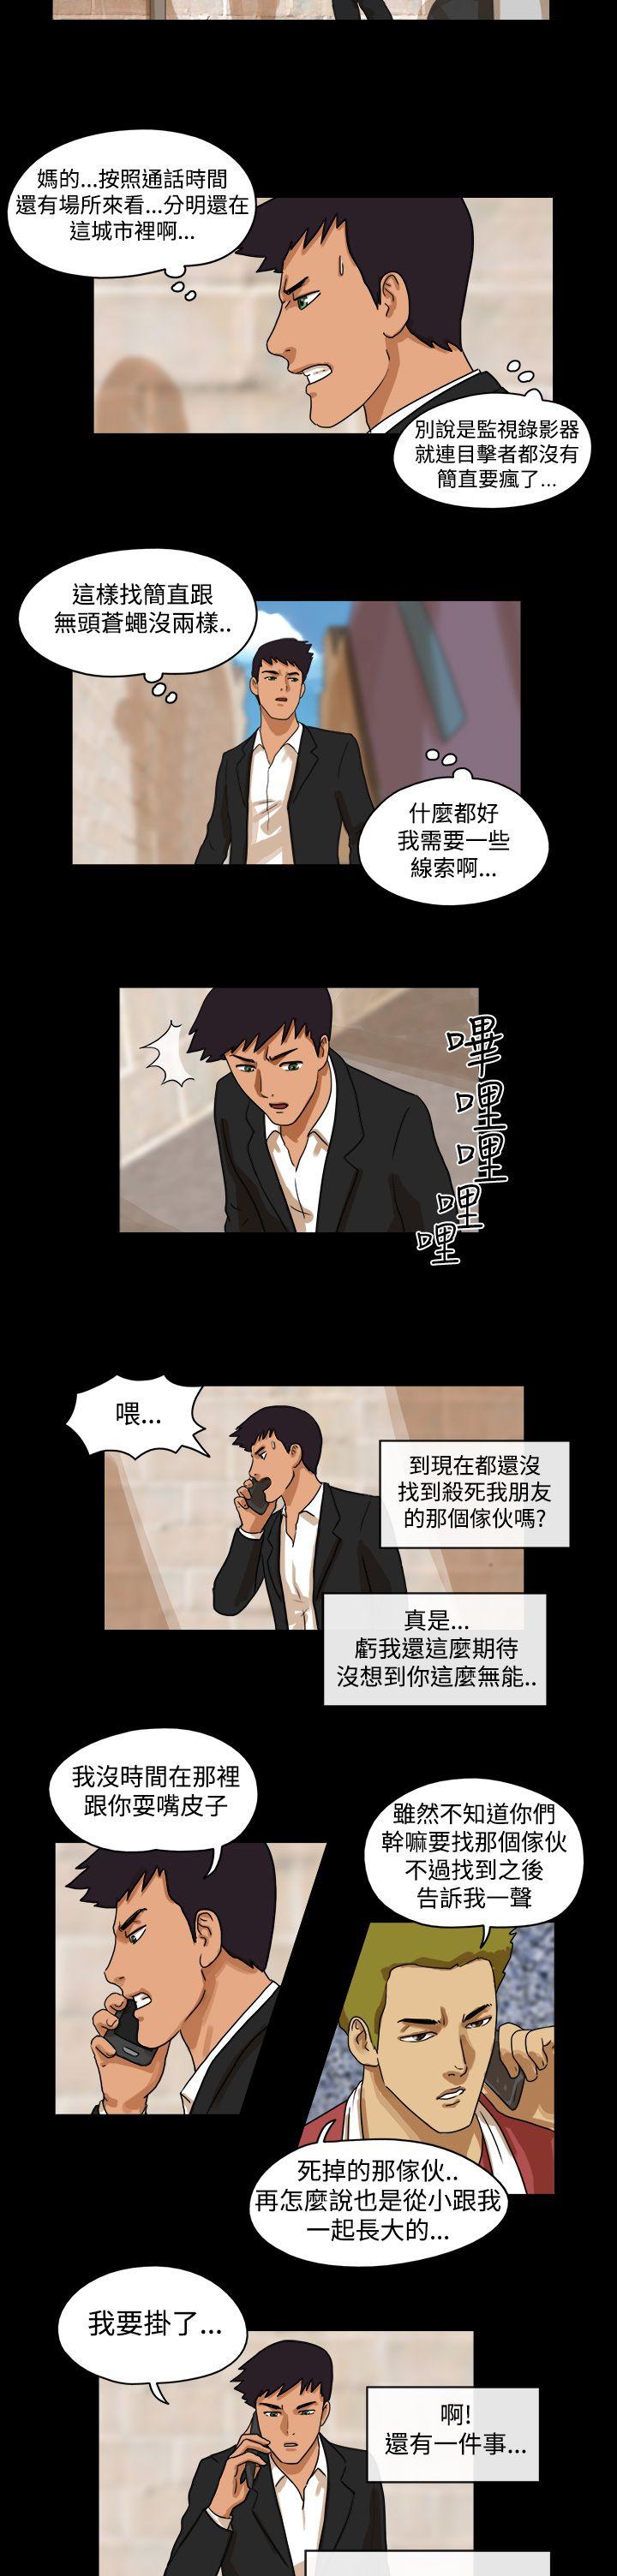 媽的...按照通話時間
還有場所來看...分明還在
這城市裡啊...
別說是監視錄影器
就連目擊者都沒有
簡直要瘋了...
這樣找簡直跟
無頭蒼蠅沒兩樣..
什麼都好
我需要一些
線索啊...
嗶
哩
哩
哩
哩
喂...
到現在都還沒
找到殺死我朋友
的那個傢伙嗎?
真是...
虧我還這麼期待
沒想到你這麼無能..
我沒時間在那裡
跟你耍嘴皮子
雖然不知道你們
幹嘛要找那個傢伙
不過找到之後
告訴我一聲
死掉的那傢伙..
再怎麼說也是從小跟我
一起長大的...
我要掛了...
啊!
還有一件事...